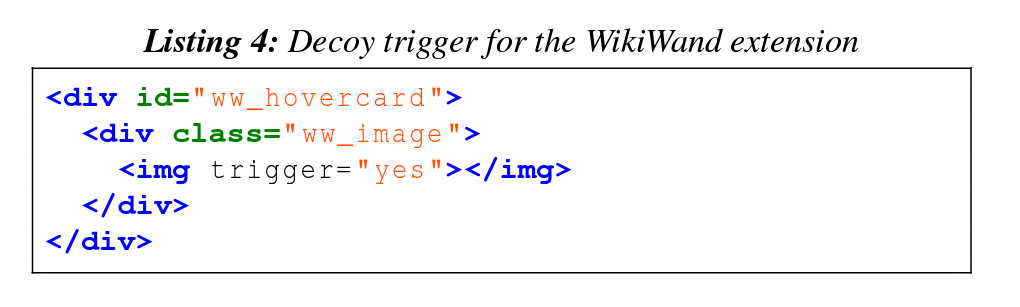 Listing 4: Decoy trigger for the WikiWand extension
<div id="ww_hovercard">
  <div class="ww_image">
    <img trigger="yes"></img>
  </div>
</div>